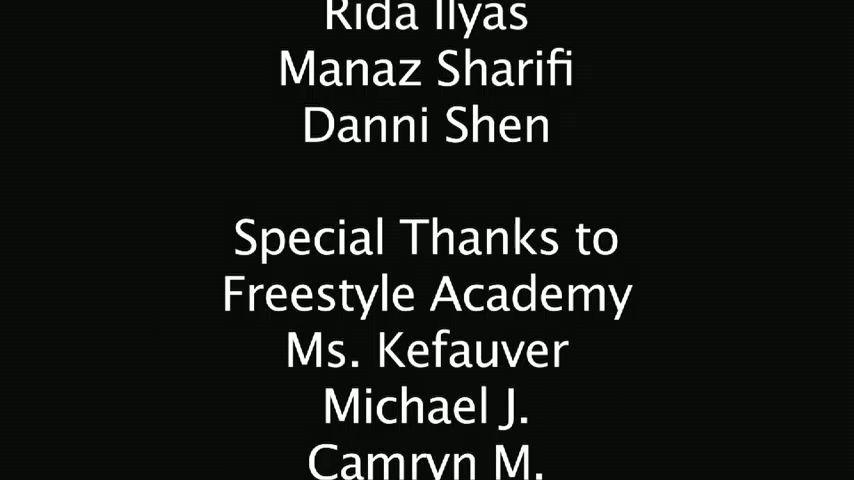 Rida Ilyas
Manaz Sharifi
Danni Shen
Special Thanks to
Freestyle Academy
Ms. Kefauver
Michael J.
Camryn M.